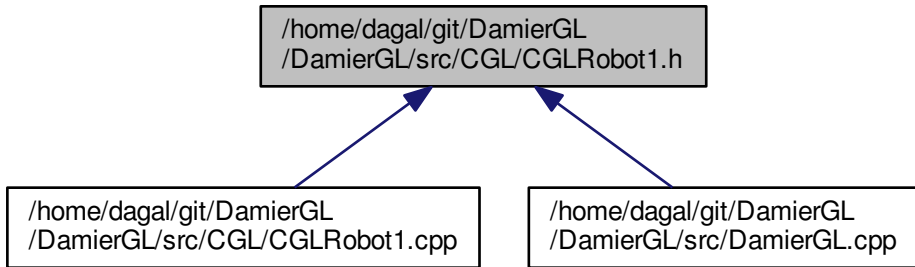 /home/dagal/git/DamierGL
/DamierGL/src/CGL/CGLRobot1.h
/home/dagal/git/DamierGL
/DamierGL/src/CGL/CGLRobot1.cpp
/home/dagal/git/DamierGL
/DamierGL/src/DamierGL.cpp